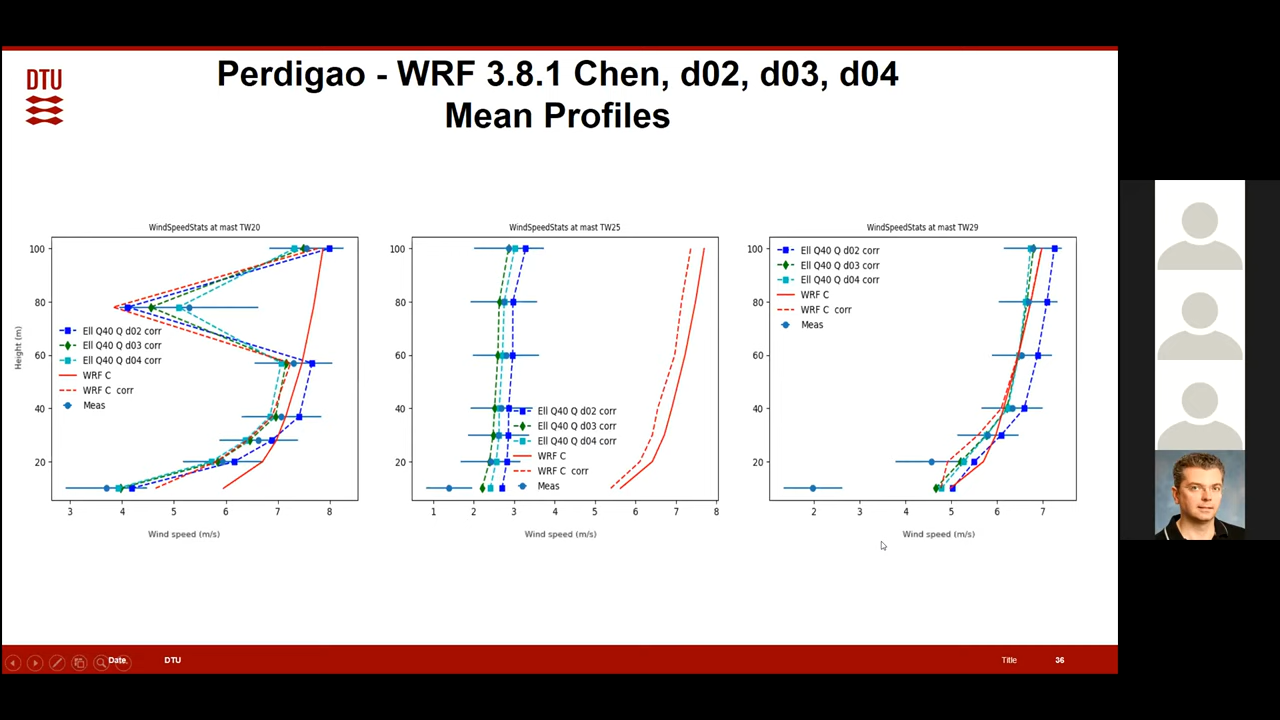 DTU
Perdigao - WRF 3.8.1 Chen, d02, d03, d04
Mean Profiles
WindSpeedStats at mast TW20
Height (m)
100
80
60
40
20
Ell Q40 Q d02 corr
Ell Q40 Q d03 corr
Ell Q40 Q d04 corr
WRF C
WRF C corr
Meas
3 4 5 6 7 8
Wind speed (m/s)
WindSpeedStats at mast TW25
100
80
60
40
20
Ell Q40 Q d02 corr
Ell Q40 Q d03 corr
Ell Q40 Q d04 corr
WRF C
WRF C corr
Meas
1 2 3 4 5 6 7 8
Wind speed (m/s)
WindSpeedStats at mast TW29
100
80
60
40
20
Ell Q40 Q d02 corr
Ell Q40 Q d03 corr
Ell Q40 Q d04 corr
WRF C
WRF C corr
Meas
2 3 4 5 6 7
Wind speed (m/s)
Date. DTU Title 36